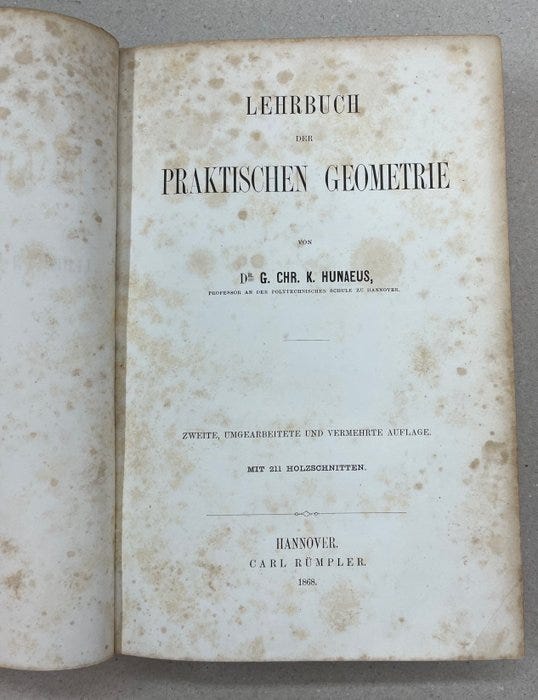 LEHRBUCH
DER
PRAKTISCHEN GEOMETRIE
VON
DR. G. CHR. K. HUNAEUS,
PROFESSOR AN DER POLYTECHNISCHEN SCHULE ZU HANNOVER.
ZWEITE, UMGEARBEITETE UND VERMEHRTE AUFLAGE.
MIT 211 HOLZSCHNITTEN.
HANNOVER.
CARL RÜMPLER.
1868.